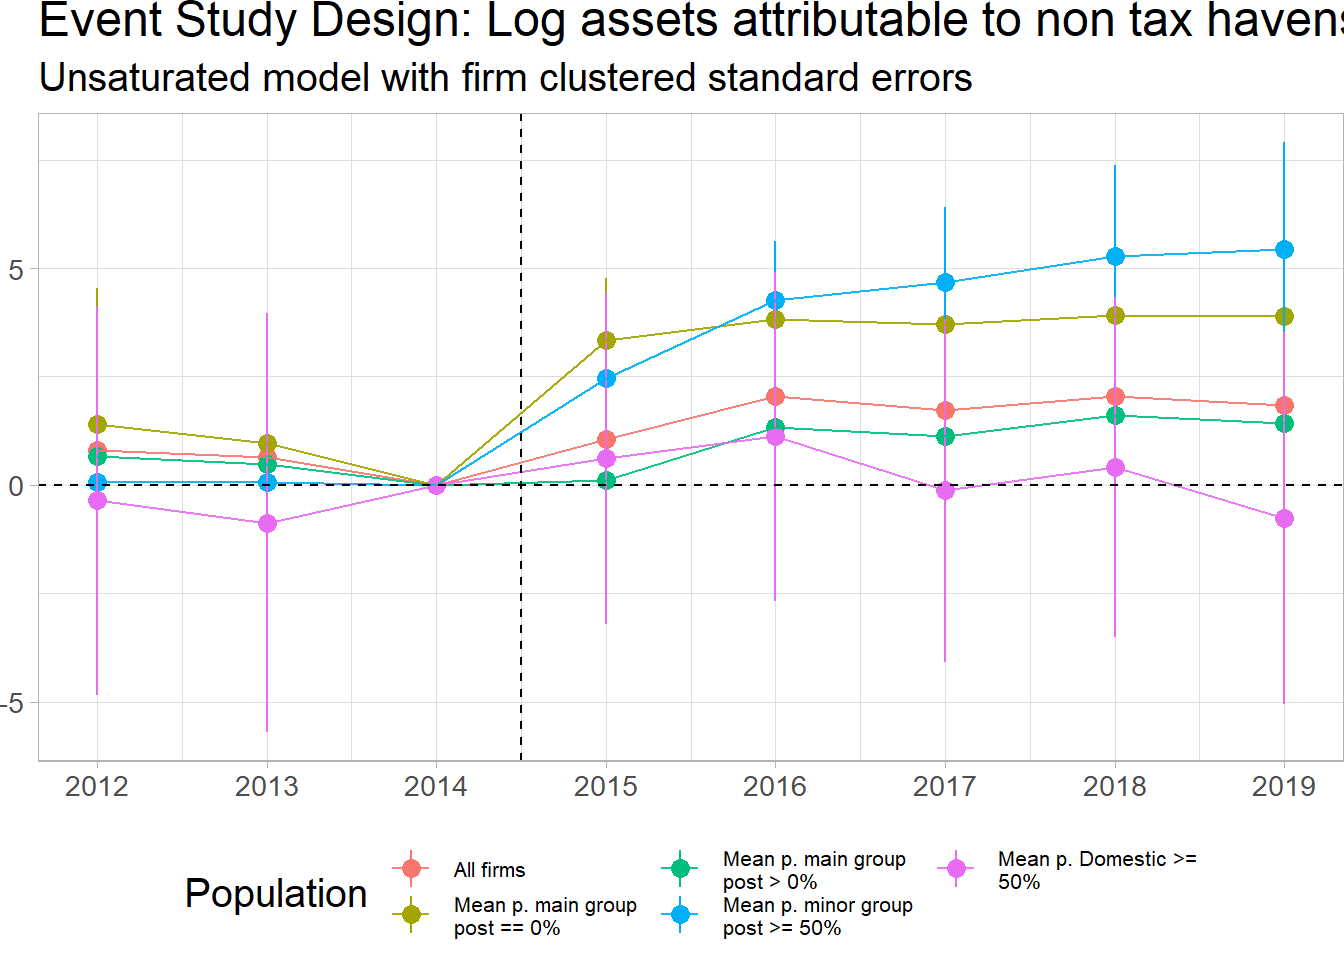 Event Study Design: Log assets attributable to non tax havens
Unsaturated model with firm clustered standard errors
5
0
-5
2012 2013 2014 2015 2016 2017 2018 2019
Population
All firms
Mean p. main group
post == 0%
Mean p. main group
post > 0%
Mean p. minor group
post >= 50%
Mean p. Domestic >=
50%